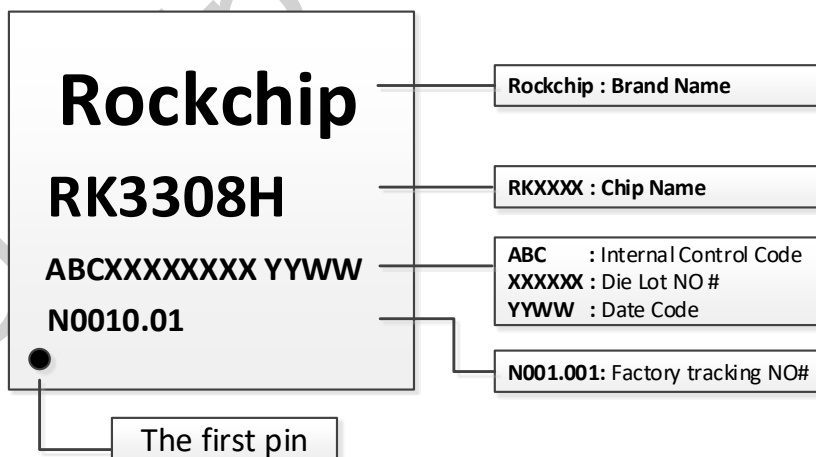 Rockchip
RK3308H
ABCXXXXXXXX YYWW
N0010.01
The first pin
Rockchip : Brand Name
RKXXXX : Chip Name
ABC : Internal Control Code
XXXXXX : Die Lot NO #
YYWW : Date Code
N001.001: Factory tracking NO#